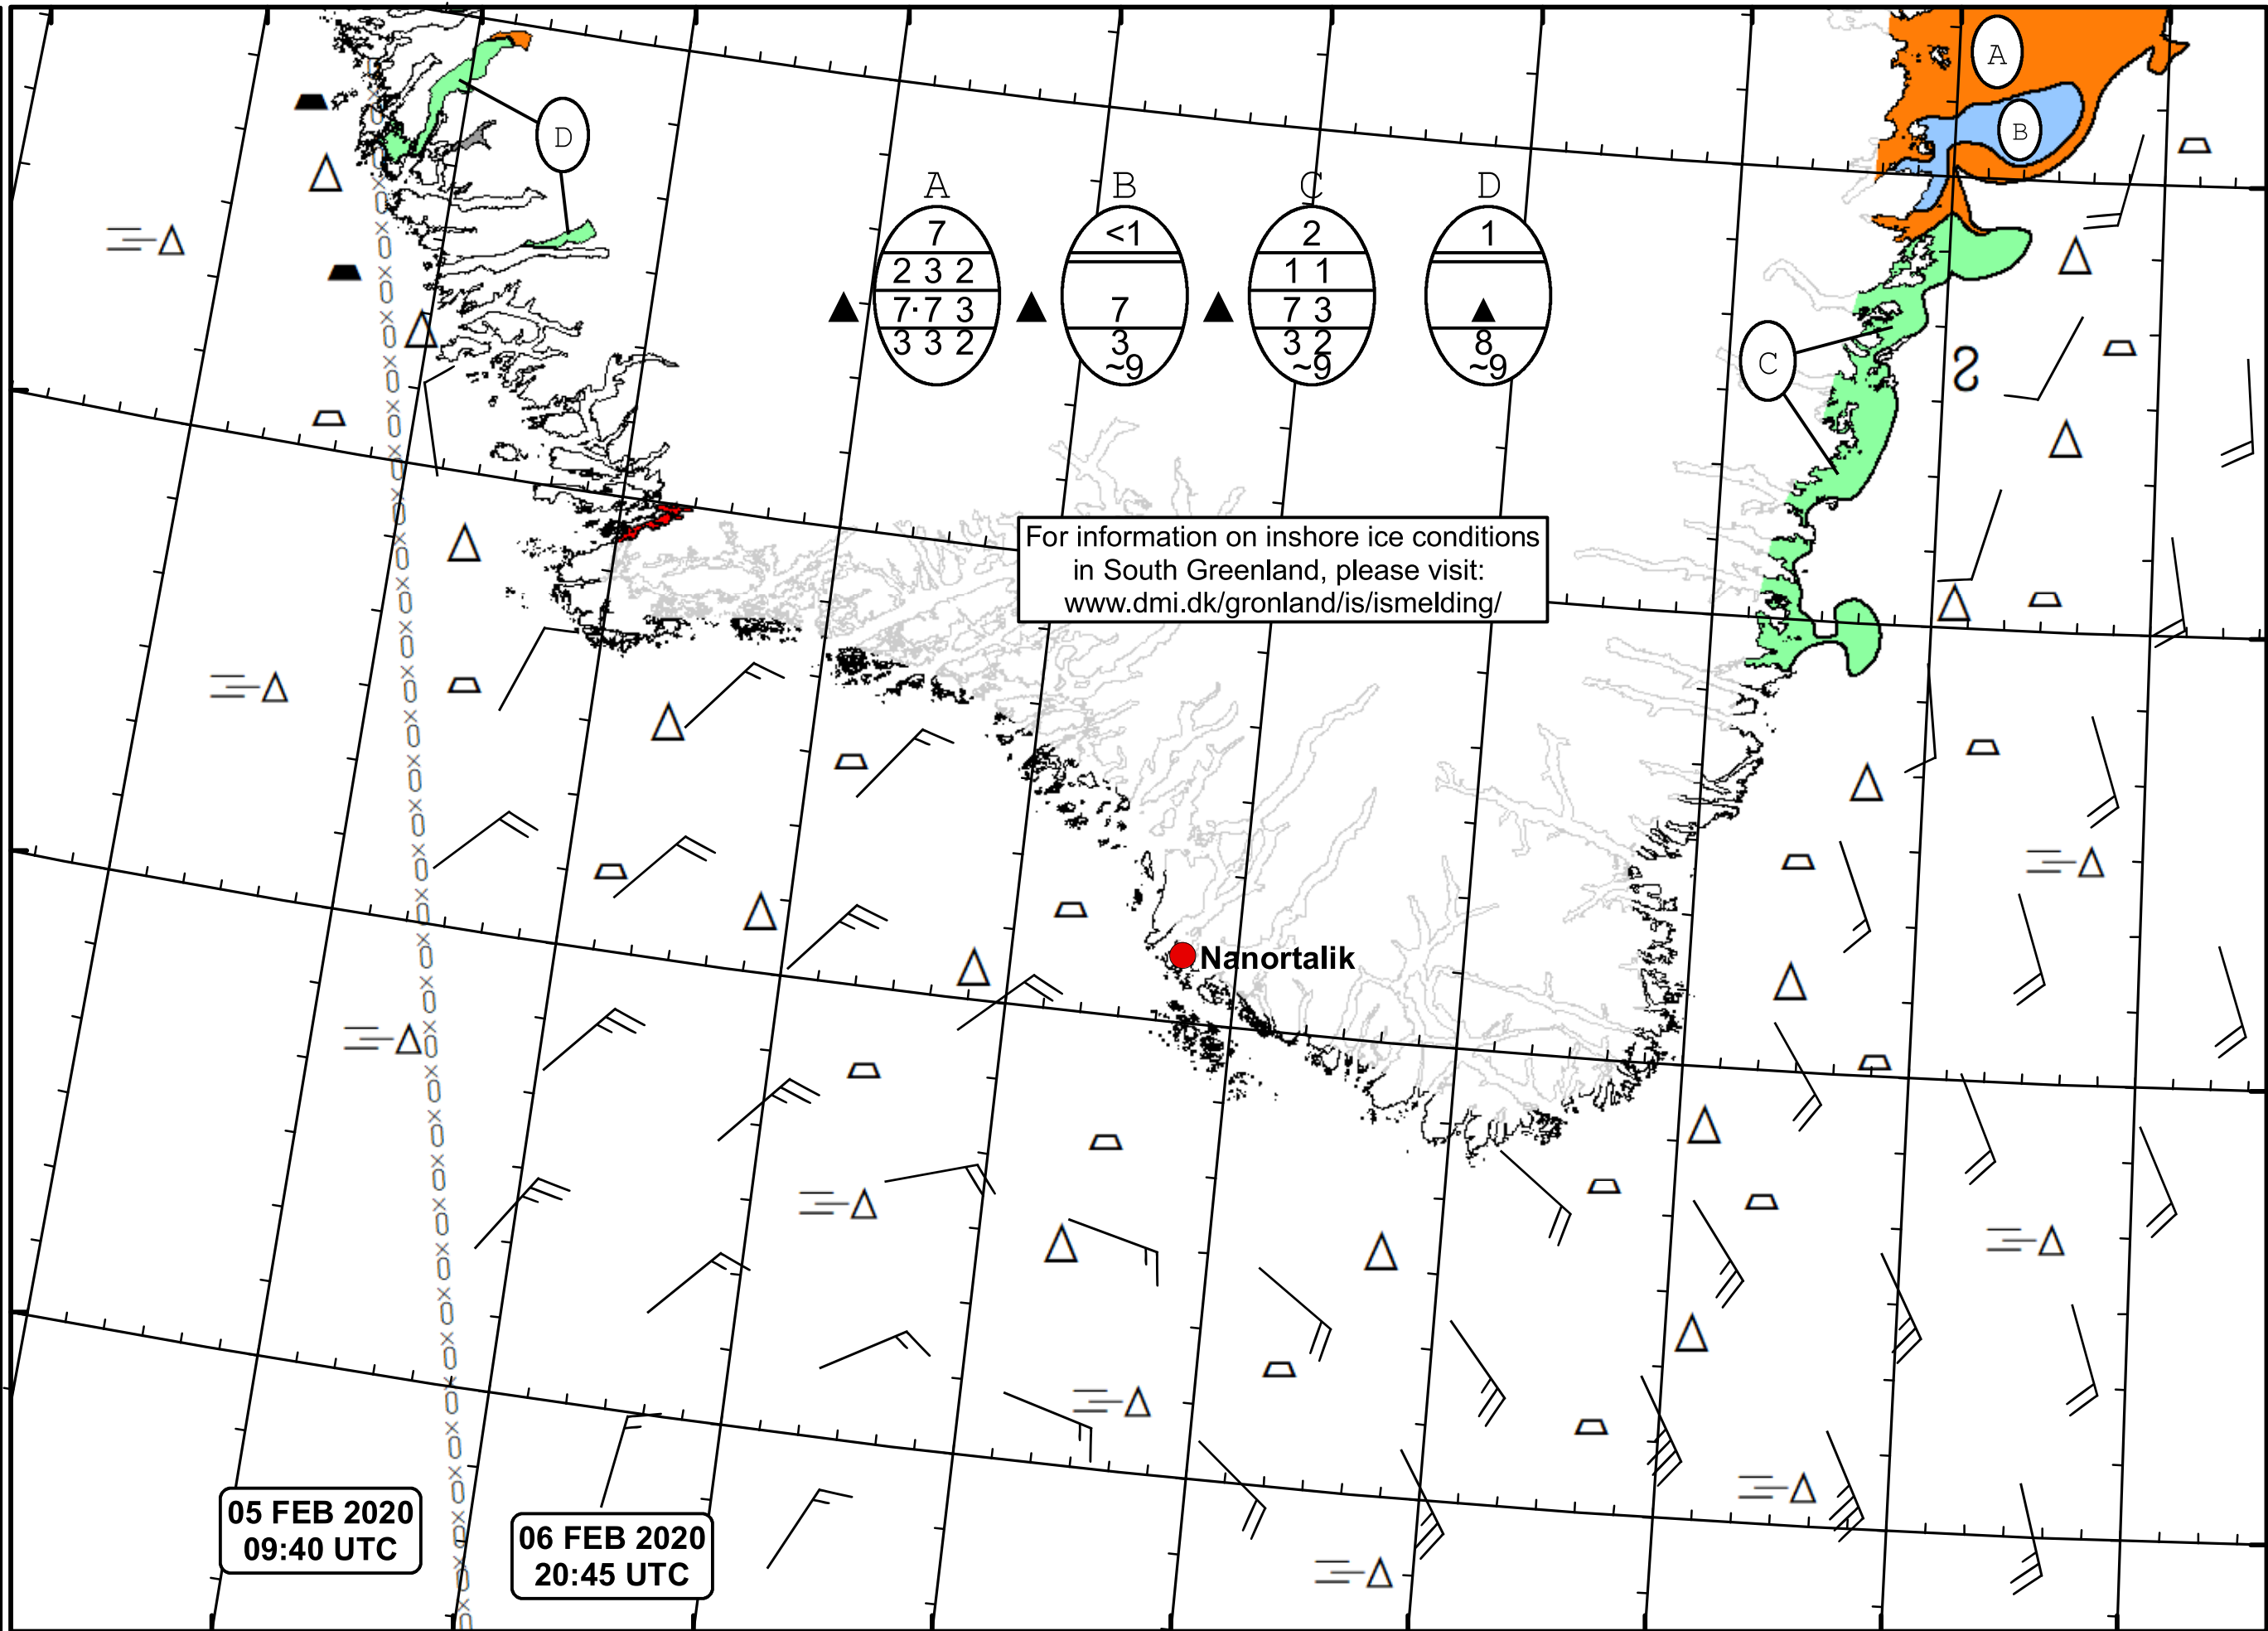 A
B
D
A B C D
7 <1 2 1
2 3 2 1 1
7·7 3 7 7 3
3 3 2 3 3 2 8
~9 ~9 ~9
C
For information on inshore ice conditions
in South Greenland, please visit:
www.dmi.dk/gronland/is/ismelding/
Nanortalik
05 FEB 2020
09:40 UTC
06 FEB 2020
20:45 UTC